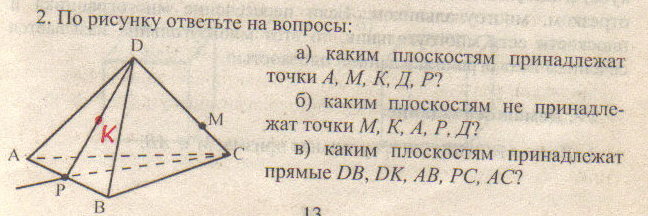 2. По рисунку ответьте на вопросы:
а) каким плоскостям принадлежат
точки A, M, K, Д, P?
б) каким плоскостям не принадле-
жат точки M, K, A, P, Д?
в) каким плоскостям принадлежат
прямые DB, DK, AB, PC, AC?
D
K
M
A
C
P
B
13